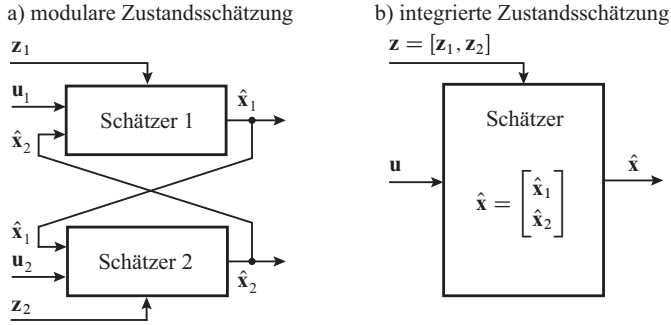 a) modulare Zustandsschätzung
z₁
u₁
x̂₂
Schätzer 1
x̂₁
x̂₁
u₂
z₂
Schätzer 2
x̂₂
b) integrierte Zustandsschätzung
z = [z₁, z₂]
u
Schätzer
x̂ = [x̂₁
x̂₂]
x̂